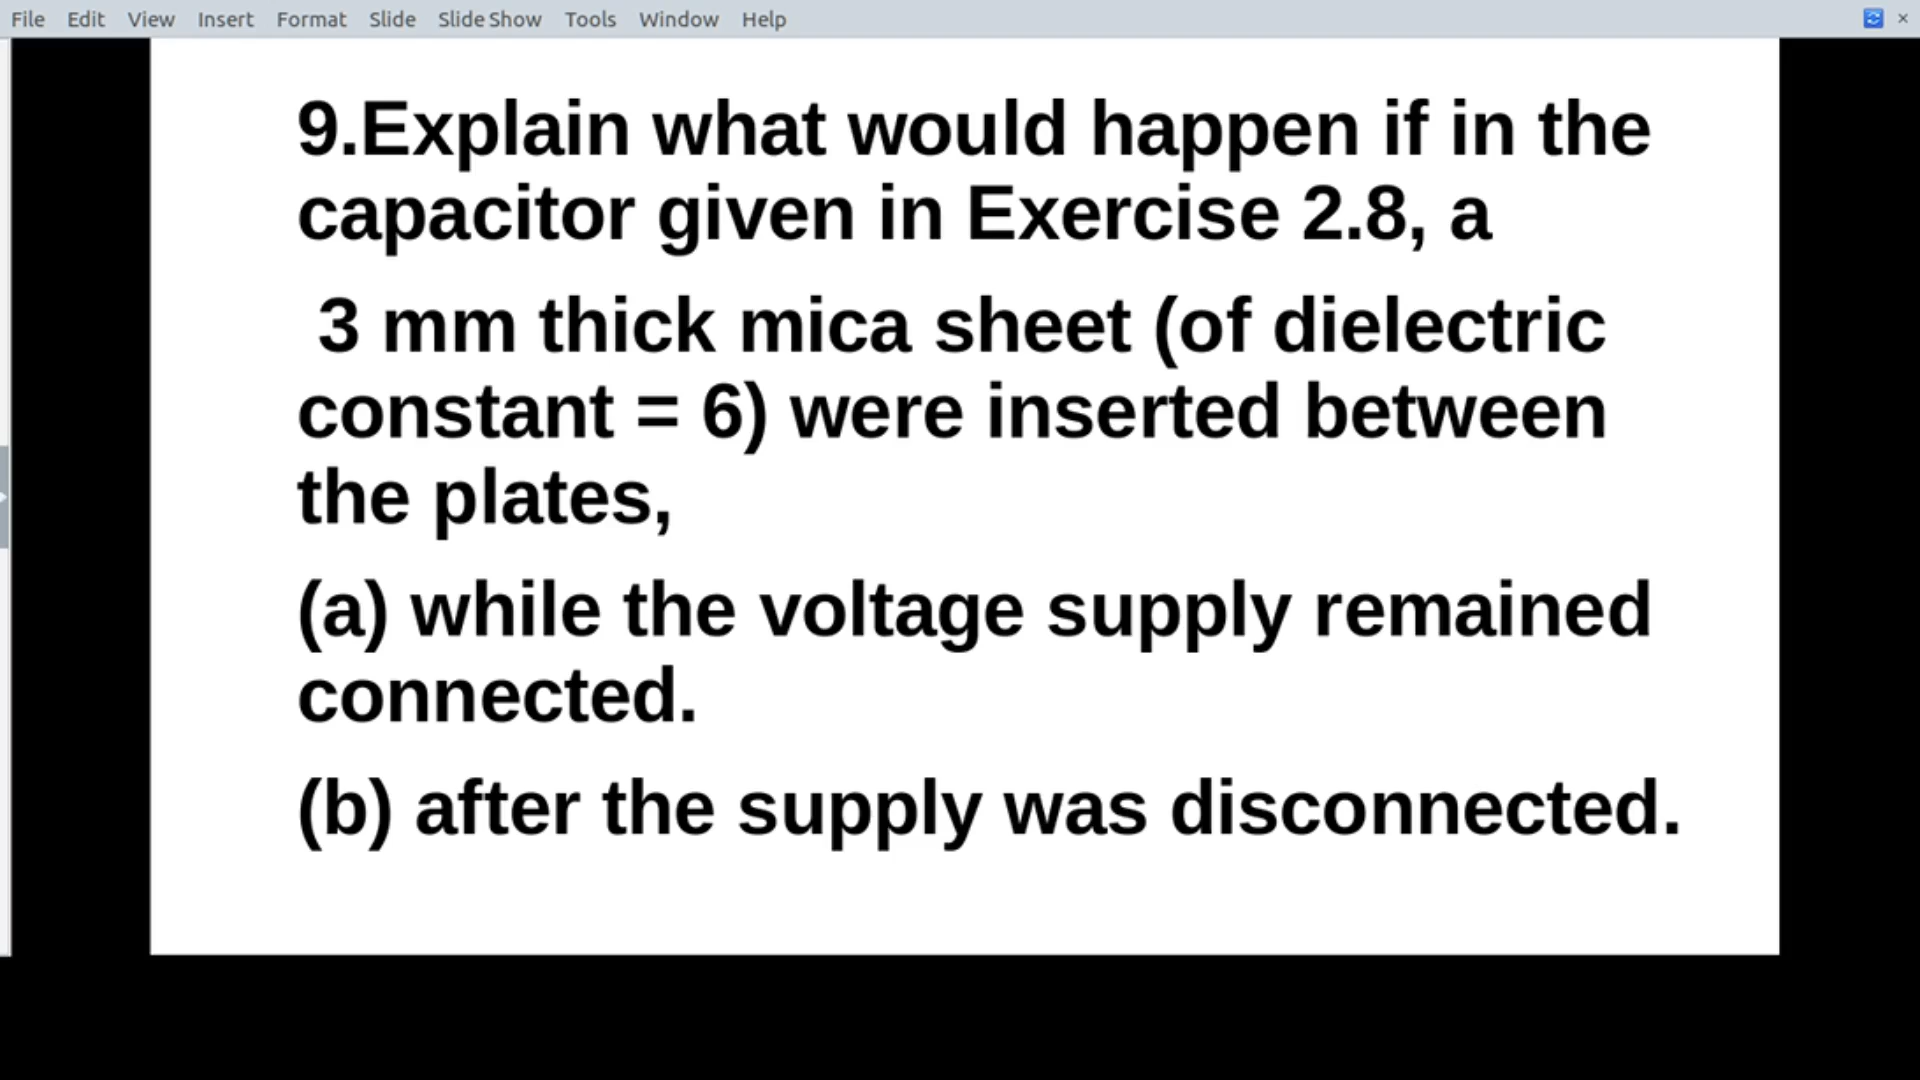 File Edit View Insert Format Slide Slide Show Tools Window Help
9.Explain what would happen if in the
capacitor given in Exercise 2.8, a
3 mm thick mica sheet (of dielectric
constant = 6) were inserted between
the plates,
(a) while the voltage supply remained
connected.
(b) after the supply was disconnected.